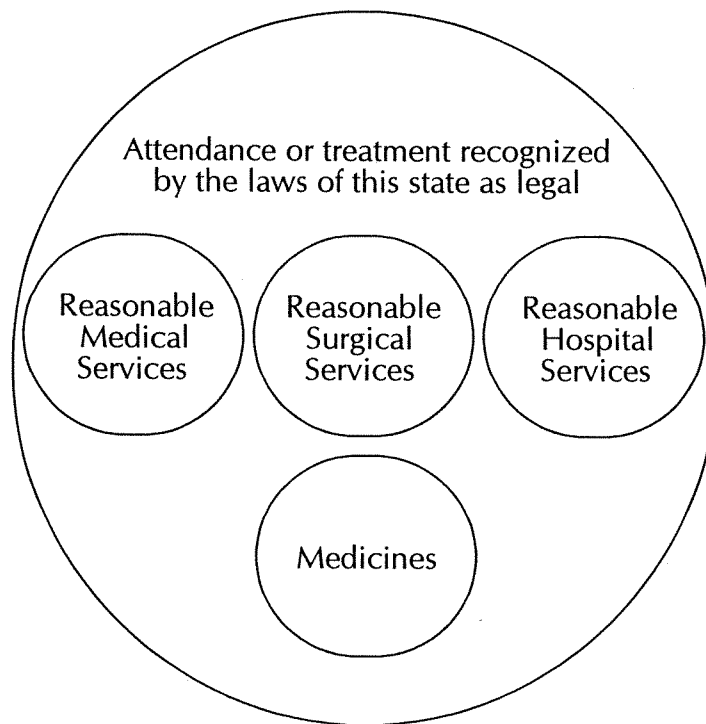 Attendance or treatment recognized
by the laws of this state as legal
Reasonable
Medical
Services
Reasonable
Surgical
Services
Reasonable
Hospital
Services
Medicines